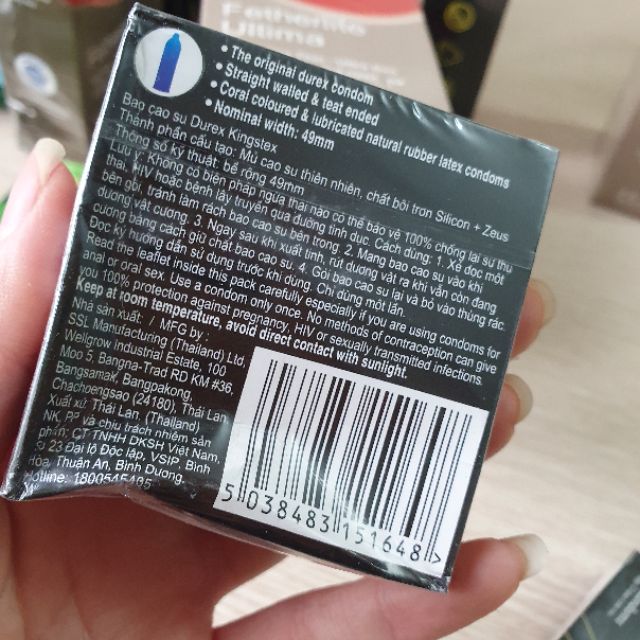 Fetherlite
Ultima
• The original durex condom
• Straight walled & teat ended
• Coral coloured & lubricated natural rubber latex condoms
• Nominal width: 49mm
Bao cao su Durex Kingstex
Thành phần cấu tạo: Mủ cao su thiên nhiên, chất bôi trơn Silicon + Zeus
Thông số kỹ thuật: bề rộng 49mm
Lưu ý: Không có biện pháp ngừa thai nào có thể bảo vệ 100% chống lại sự thụ
thai, HIV hoặc bệnh lây truyền qua đường tình dục. Cách dùng: 1. Xé dọc một
bên gói, tránh làm rách bao cao su bên trong. 2. Mang bao cao su vào khi
dương vật cương. 3. Ngay sau khi xuất tinh, rút dương vật ra khi vẫn còn đang
cương bằng cách giữ chặt bao cao su. 4. Gói bao cao su lại và bỏ vào thùng rác.
Đọc kỹ hướng dẫn sử dụng trước khi dùng. Chỉ dùng một lần.
Read the leaflet inside this pack carefully especially if you are using condoms for
anal or oral sex. Use a condom only once. No methods of contraception can give
you 100% protection against pregnancy, HIV or sexually transmitted infections.
Keep at room temperature, avoid direct contact with sunlight.
Nhà sản xuất / MFG by :
SSL Manufacturing (Thailand) Ltd
Wellgrow Industrial Estate, 100
Moo 5, Bangna-Trad RD KM #36,
Bangsamak, Bangpakong,
Chachoengsao (24180), Thái Lan
Xuất xứ: Thái Lan, (Thailand)
NK, PP và chịu trách nhiệm sản
phẩm: CT TNHH DKSH Việt Nam,
23 Đại lộ Độc lập, VSIP, Bình
Hòa, Thuận An, Bình Dương.
Hotline: 1800545405
5 038483 151648 >